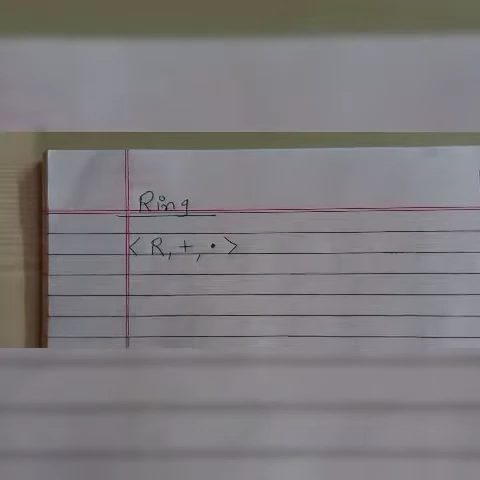 Ring
< R, +, · >